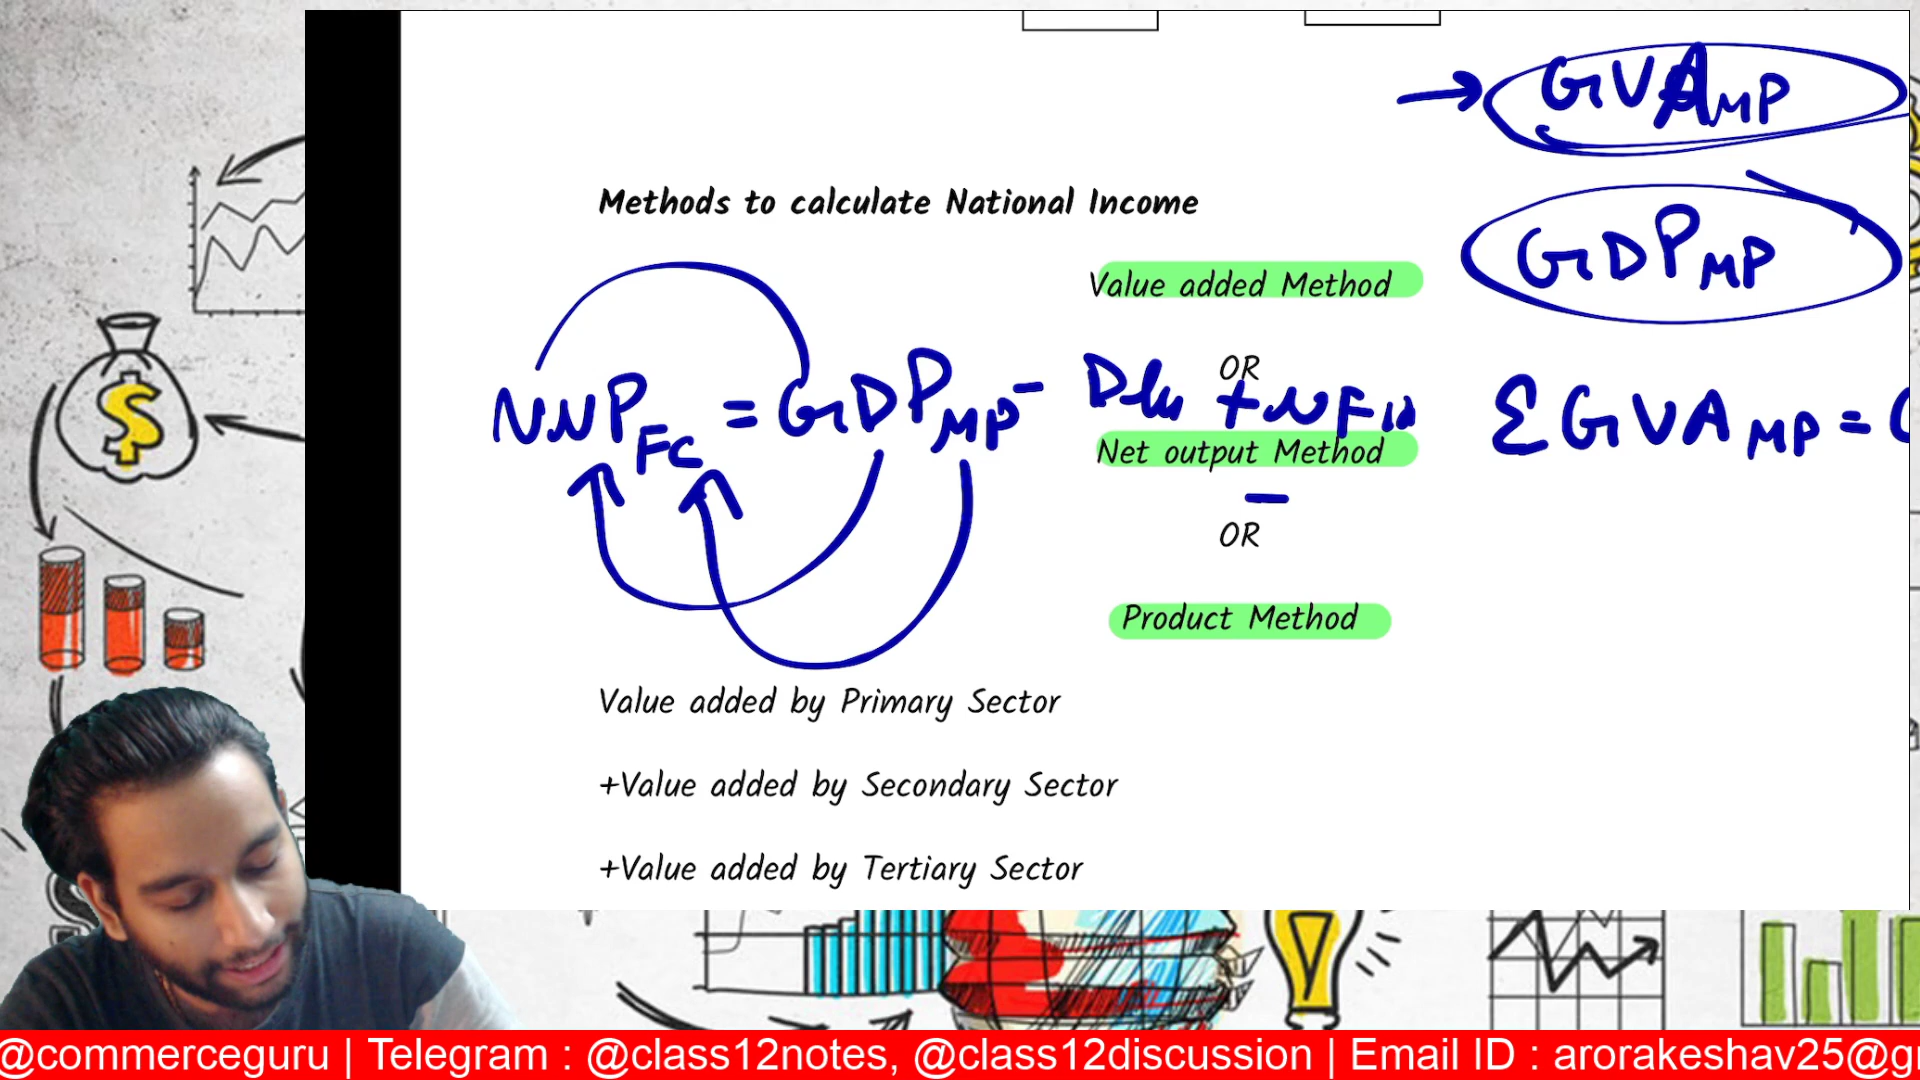 → GVA MP
Methods to calculate National Income
GDP MP
Value added Method
OR
NNP FC = GDP MP - Dep + NFIA
Σ GVA MP =
Net output Method
—
OR
Product Method
Value added by Primary Sector
+Value added by Secondary Sector
+Value added by Tertiary Sector
@commerceguru | Telegram : @class12notes, @class12discussion | Email ID : arorakeshav25@g